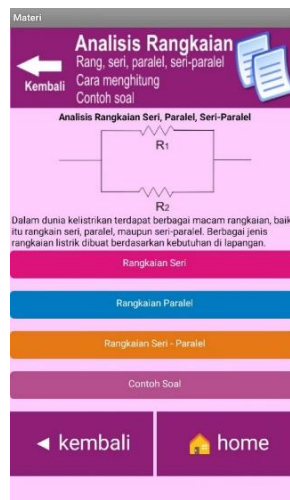 Materi
Analisis Rangkaian
Rang, seri, paralel, seri-paralel
Cara menghitung
Contoh soal
Kembali
Analisis Rangkaian Seri, Paralel, Seri-Paralel
R1
R2
Dalam dunia kelistrikan terdapat berbagai macam rangkaian, baik
itu rangkain seri, paralel, maupun seri-paralel. Berbagai jenis
rangkaian listrik dibuat berdasarkan kebutuhan di lapangan.
Rangkaian Seri
Rangkaian Paralel
Rangkaian Seri - Paralel
Contoh Soal
◄ kembali
home